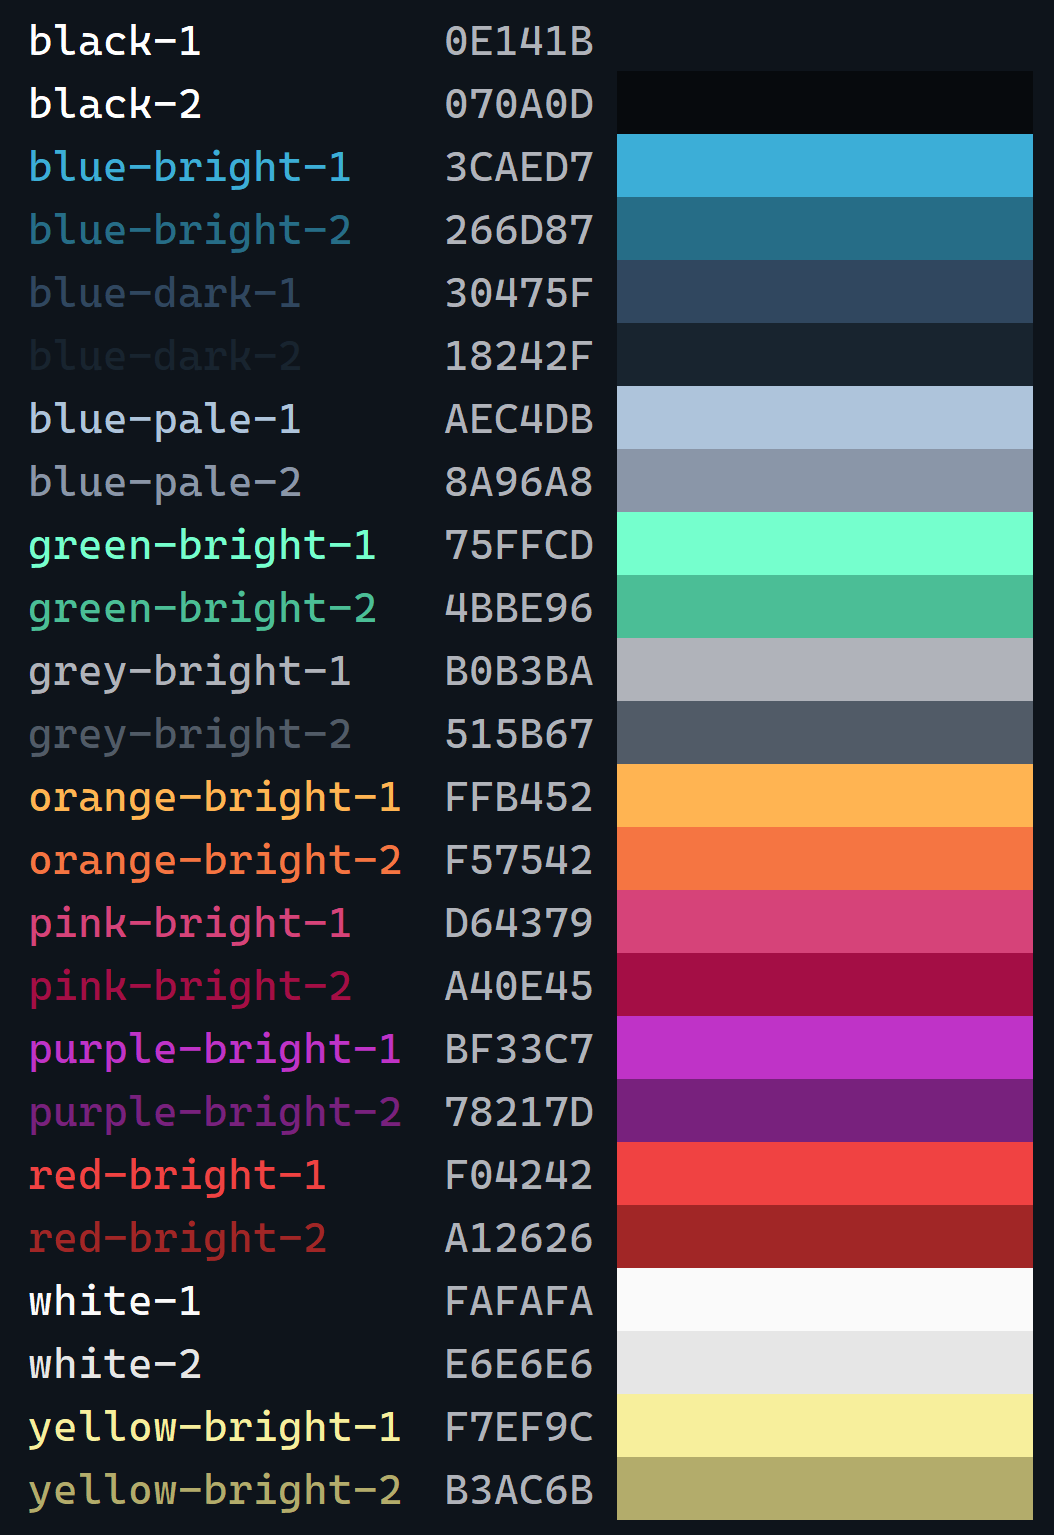 black-1 0E141B
black-2 070A0D
blue-bright-1 3CAED7
blue-bright-2 266D87
blue-dark-1 30475F
blue-dark-2 18242F
blue-pale-1 AEC4DB
blue-pale-2 8A96A8
green-bright-1 75FFCD
green-bright-2 4BBE96
grey-bright-1 B0B3BA
grey-bright-2 515B67
orange-bright-1 FFB452
orange-bright-2 F57542
pink-bright-1 D64379
pink-bright-2 A40E45
purple-bright-1 BF33C7
purple-bright-2 78217D
red-bright-1 F04242
red-bright-2 A12626
white-1 FAFAFA
white-2 E6E6E6
yellow-bright-1 F7EF9C
yellow-bright-2 B3AC6B